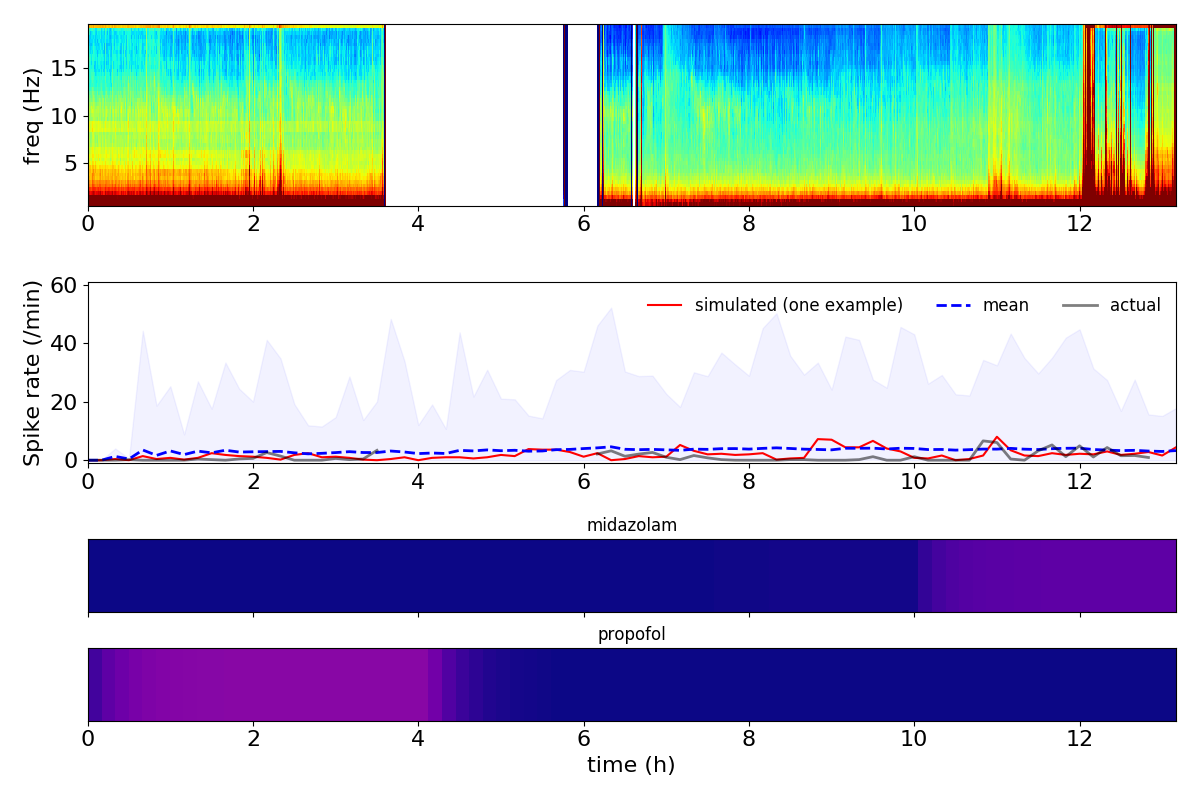 freq (Hz)
15
10
5
0 2 4 6 8 10 12
Spike rate (/min)
60
40
20
0
simulated (one example) mean actual
0 2 4 6 8 10 12
midazolam
propofol
0 2 4 6 8 10 12
time (h)